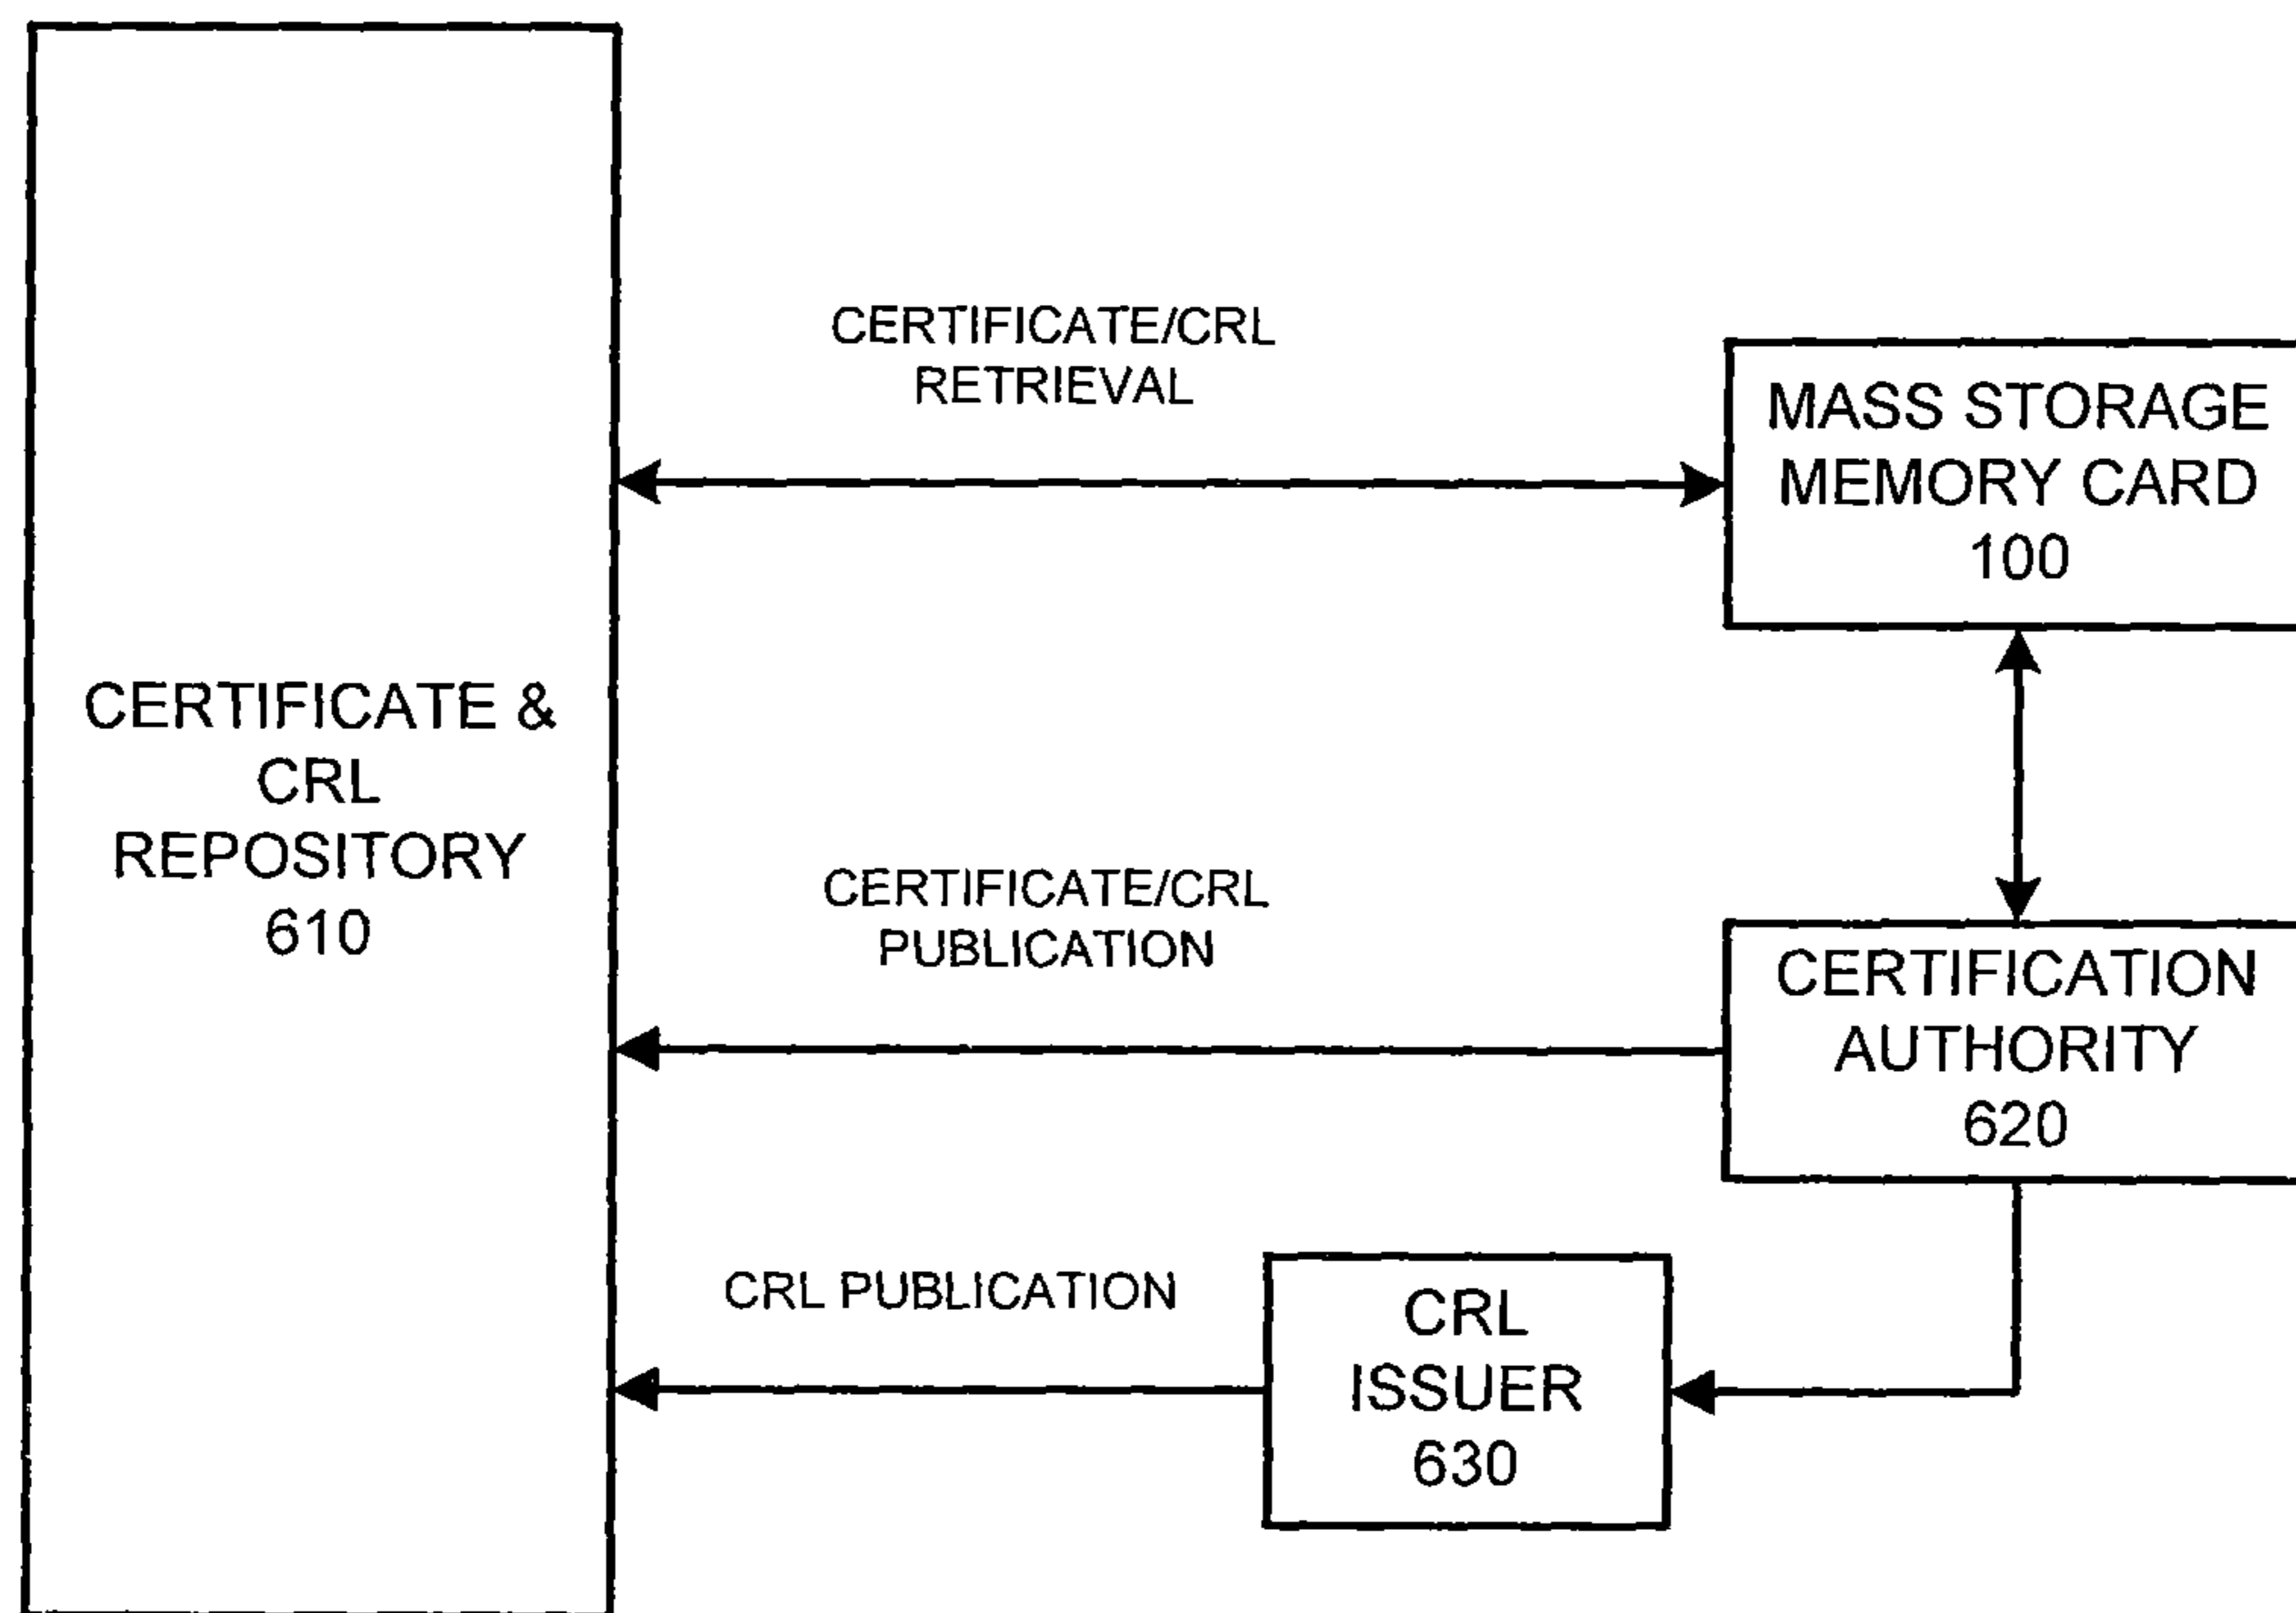 CERTIFICATE/CRL
RETRIEVAL
MASS STORAGE
MEMORY CARD
100
CERTIFICATE &
CRL
REPOSITORY
610
CERTIFICATE/CRL
PUBLICATION
CERTIFICATION
AUTHORITY
620
CRL PUBLICATION
CRL
ISSUER
630